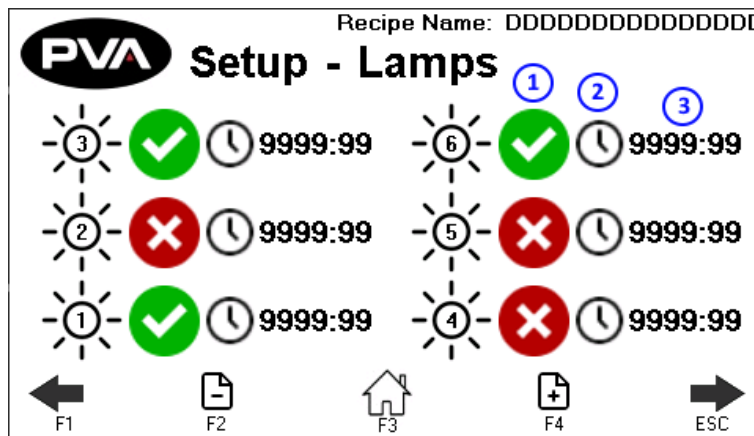 Recipe Name: DDDDDDDDDDDDDDD
PVA
Setup - Lamps
1 2 3
3 9999:99 6 9999:99
2 9999:99 5 9999:99
1 9999:99 4 9999:99
F1 F2 F3 F4 ESC